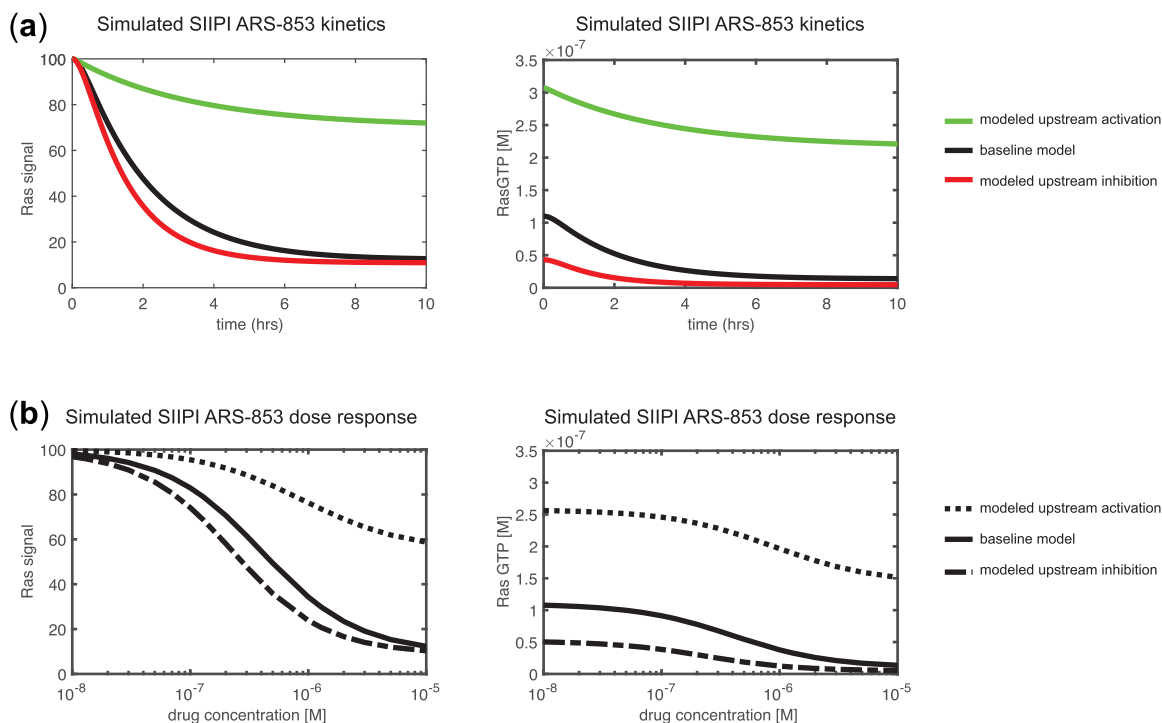 (a)
Simulated SIIPI ARS-853 kinetics
100
80
60
40
20
0
Ras signal
0 2 4 6 8 10
time (hrs)
Simulated SIIPI ARS-853 kinetics
×10⁻⁷
3.5
3
2.5
2
1.5
1
0.5
0
RasGTP [M]
0 2 4 6 8 10
time (hrs)
modeled upstream activation
baseline model
modeled upstream inhibition
(b)
Simulated SIIPI ARS-853 dose response
100
80
60
40
20
0
Ras signal
10⁻⁸ 10⁻⁷ 10⁻⁶ 10⁻⁵
drug concentration [M]
Simulated SIIPI ARS-853 dose response
×10⁻⁷
3.5
3
2.5
2
1.5
1
0.5
0
Ras GTP [M]
10⁻⁸ 10⁻⁷ 10⁻⁶ 10⁻⁵
drug concentration [M]
modeled upstream activation
baseline model
modeled upstream inhibition